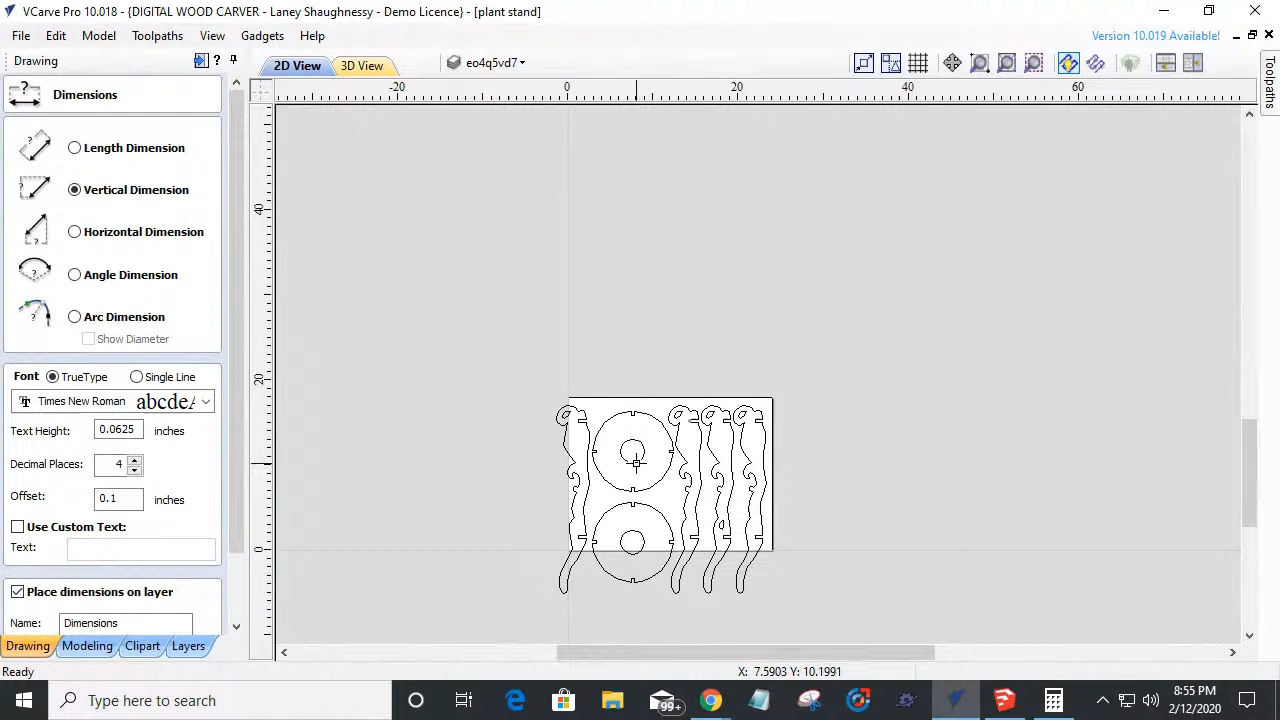 VCarve Pro 10.018 - {DIGITAL WOOD CARVER - Laney Shaughnessy - Demo Licence} - [plant stand]
File Edit Model Toolpaths View Gadgets Help Version 10.019 Available!
Drawing ? 2D View 3D View eo4q5vd7
Toolpaths
? Dimensions
-20 0 20 40 60
? Length Dimension
? Vertical Dimension
? Horizontal Dimension
? Angle Dimension
? Arc Dimension
Show Diameter
40
20
0
Font TrueType Single Line
Times New Roman abcdeA
Text Height: 0.0625 inches
Decimal Places: 4
Offset: 0.1 inches
Use Custom Text:
Text:
Place dimensions on layer
Name: Dimensions
Drawing Modeling Clipart Layers
Ready X: 7.5903 Y: 10.1991
Type here to search
99+
8:55 PM
2/12/2020